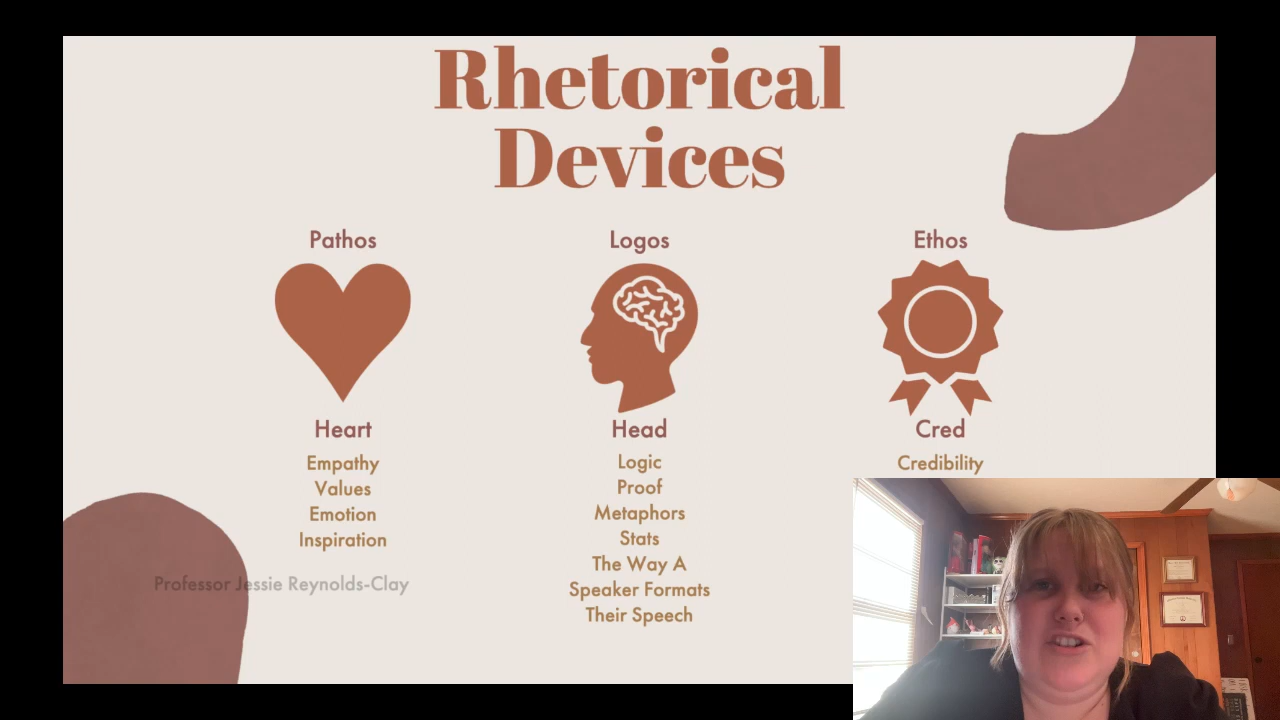 Rhetorical
Devices
Pathos
Heart
Empathy
Values
Emotion
Inspiration
Logos
Head
Logic
Proof
Metaphors
Stats
The Way A
Speaker Formats
Their Speech
Ethos
Cred
Credibility
Professor Jessie Reynolds-Clay